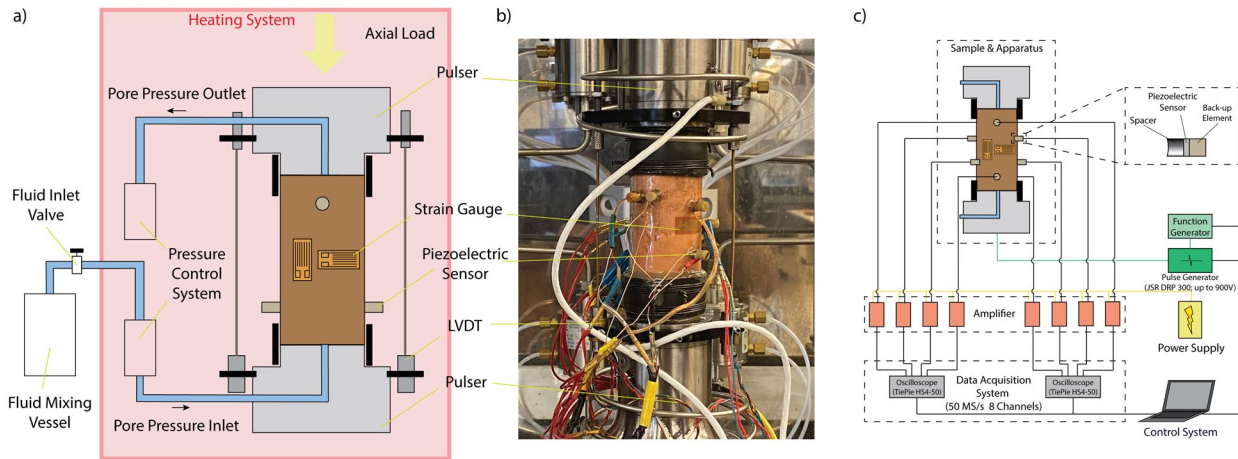 a)
Heating System
Axial Load
Pore Pressure Outlet
Pulser
Fluid Inlet
Valve
Strain Gauge
Pressure
Control
System
Piezoelectric
Sensor
LVDT
Pulser
Fluid Mixing
Vessel
Pore Pressure Inlet
b)
c)
Sample & Apparatus
Piezoelectric
Sensor
Back-up
Element
Spacer
Function
Generator
Pulse Generator
(JSR DRP 300; up to 900V)
Amplifier
Power Supply
Oscilloscope
(TiePie HS4-50)
Data Acquisition
System
(50 MS/s 8 Channels)
Oscilloscope
(TiePie HS4-50)
Control System